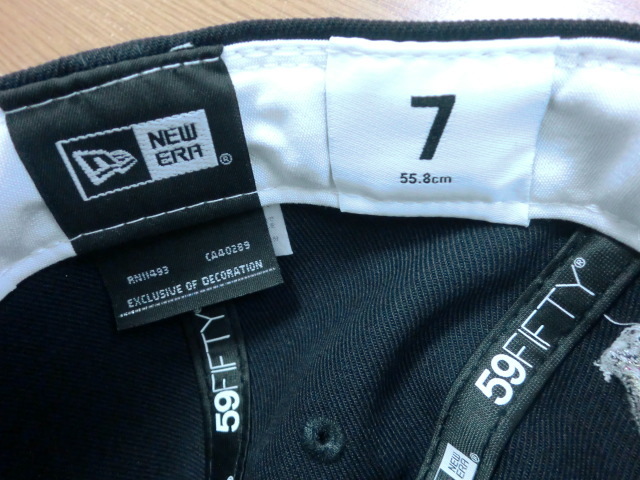 NEW
ERA®
7
55.8cm
RN11493 CA40289
EXCLUSIVE OF DECORATION
59FIFTY
59FIFTY®
NEW
ERA®